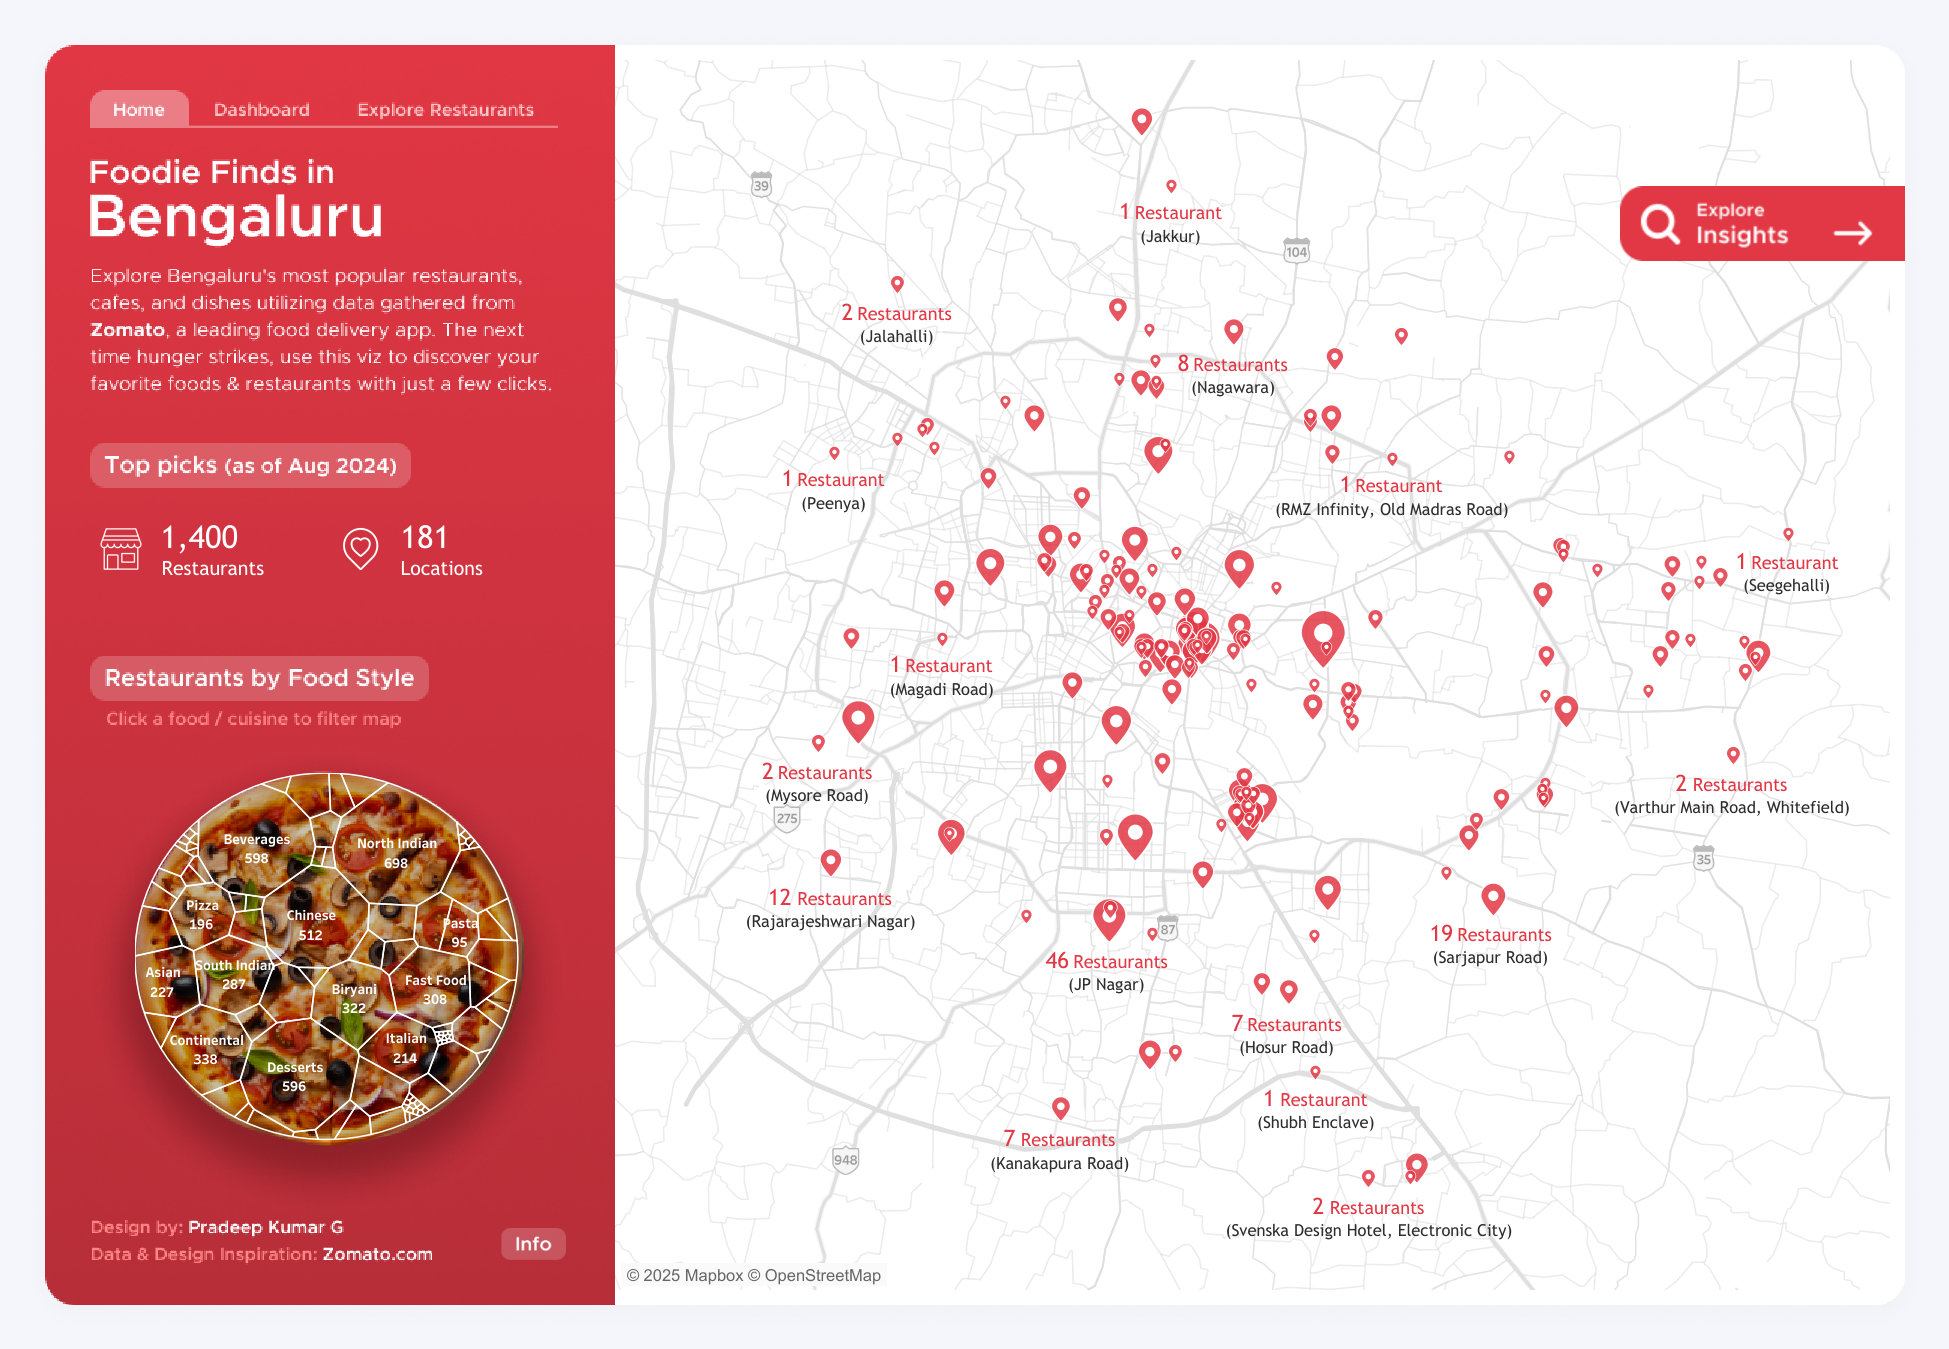 Home
Dashboard
Explore Restaurants
Foodie Finds in
Bengaluru
Explore Bengaluru's most popular restaurants,
cafes, and dishes utilizing data gathered from
Zomato, a leading food delivery app. The next
time hunger strikes, use this viz to discover your
favorite foods & restaurants with just a few clicks.
Top picks (as of Aug 2024)
1,400
Restaurants
181
Locations
Restaurants by Food Style
Click a food / cuisine to filter map
Beverages
598
North Indian
698
Pizza
196
Chinese
512
Pasta
95
Asian
227
South Indian
287
Biryani
322
Fast Food
308
Continental
338
Italian
214
Desserts
596
Design by: Pradeep Kumar G
Data & Design Inspiration: Zomato.com
Info
Explore
Insights
39
1 Restaurant
(Jakkur)
104
2 Restaurants
(Jalahalli)
8 Restaurants
(Nagawara)
1 Restaurant
(Peenya)
1 Restaurant
(RMZ Infinity, Old Madras Road)
1 Restaurant
(Seegehalli)
1 Restaurant
(Magadi Road)
2 Restaurants
(Mysore Road)
275
2 Restaurants
(Varthur Main Road, Whitefield)
35
12 Restaurants
(Rajarajeshwari Nagar)
87
46 Restaurants
(JP Nagar)
19 Restaurants
(Sarjapur Road)
7 Restaurants
(Hosur Road)
1 Restaurant
(Shubh Enclave)
7 Restaurants
(Kanakapura Road)
948
2 Restaurants
(Svenska Design Hotel, Electronic City)
© 2025 Mapbox © OpenStreetMap